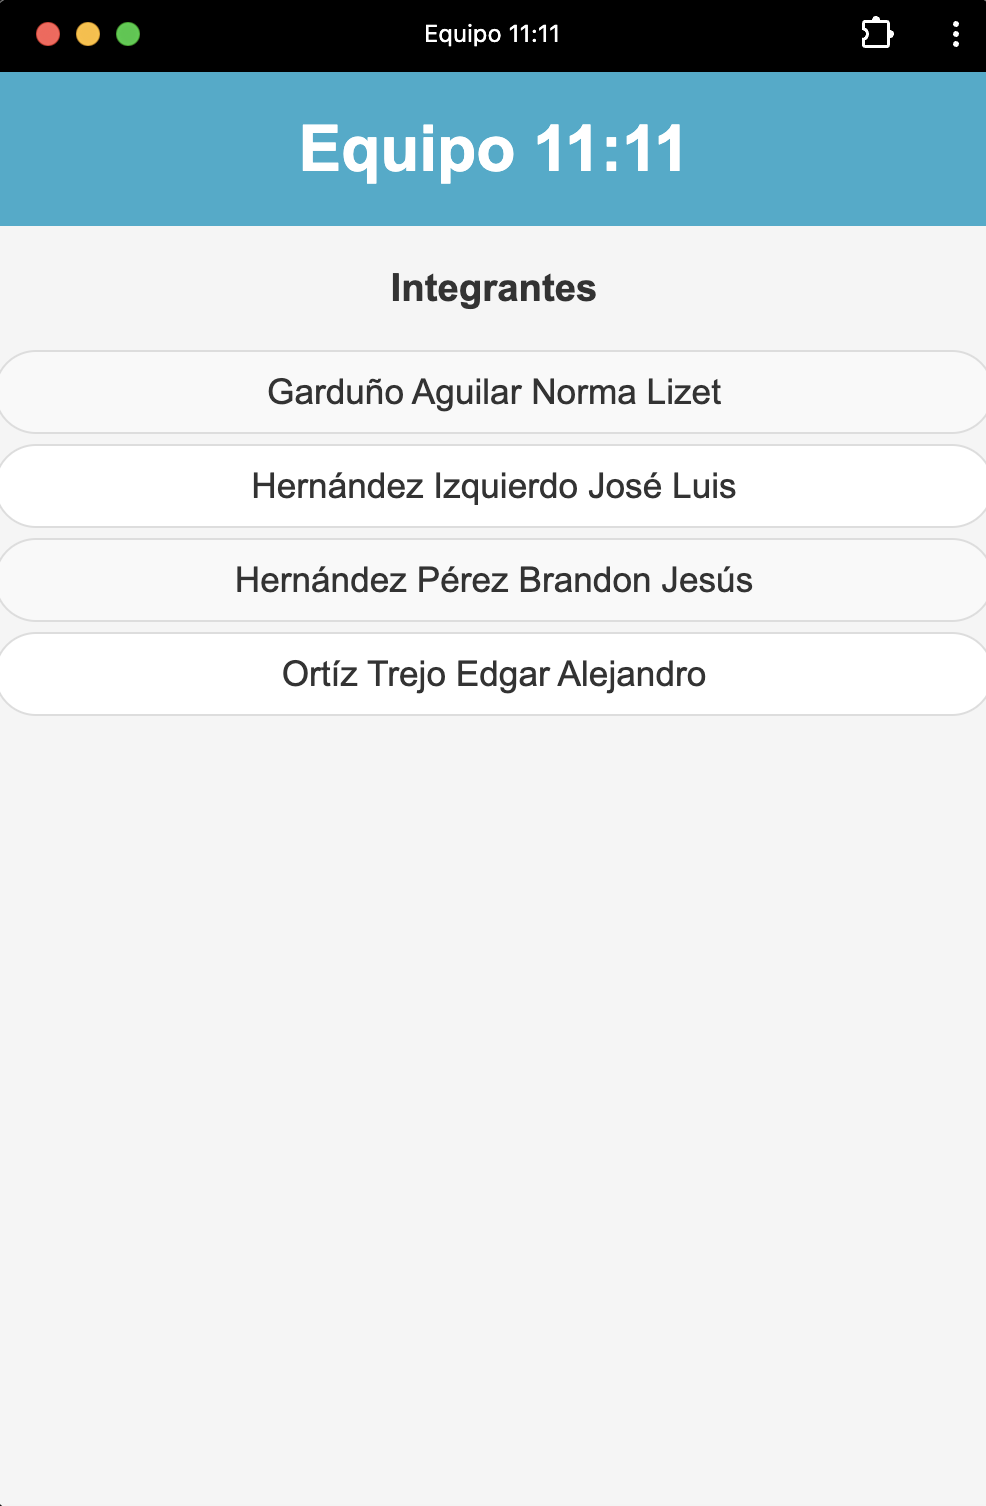 Equipo 11:11
Equipo 11:11
Integrantes
Garduño Aguilar Norma Lizet
Hernández Izquierdo José Luis
Hernández Pérez Brandon Jesús
Ortíz Trejo Edgar Alejandro